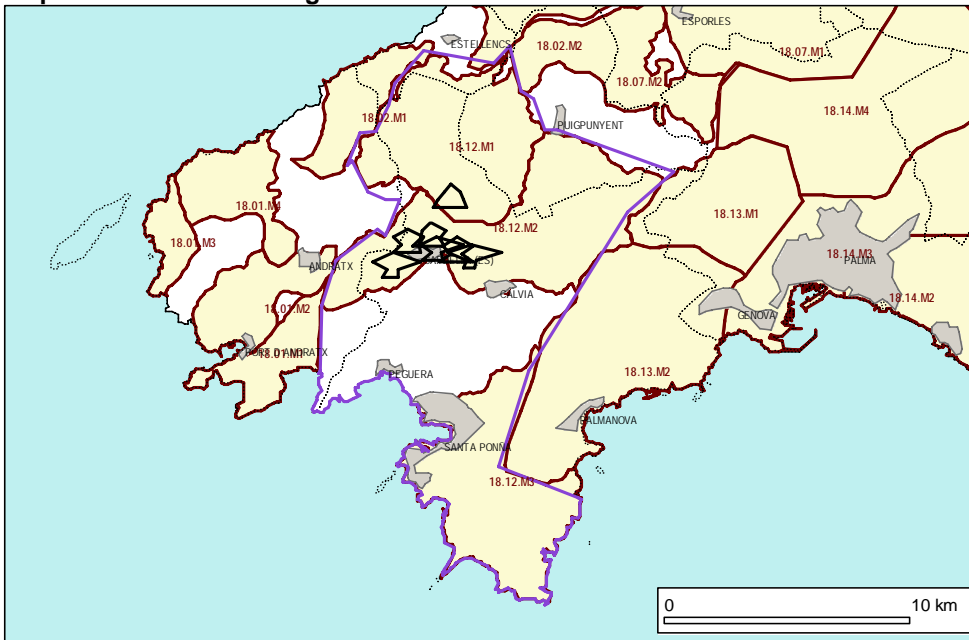 ESPORLES
ESTELLENCS
18.02.M2
18.07.M1
18.07.M2
18.14.M4
18.02.M1
PUIGPUNYENT
18.12.M1
18.01.M4
18.13.M1
18.12.M2
18.01.M3
18.14.M3
PALMA
(ES)
ANDRATX
CALVIA
18.14.M2
18.01.M2
GENOVA
ANDRATX
18.01.M1
PEGUERA
18.13.M2
PALMANOVA
SANTA PONÑA
18.12.M3
0 10 km